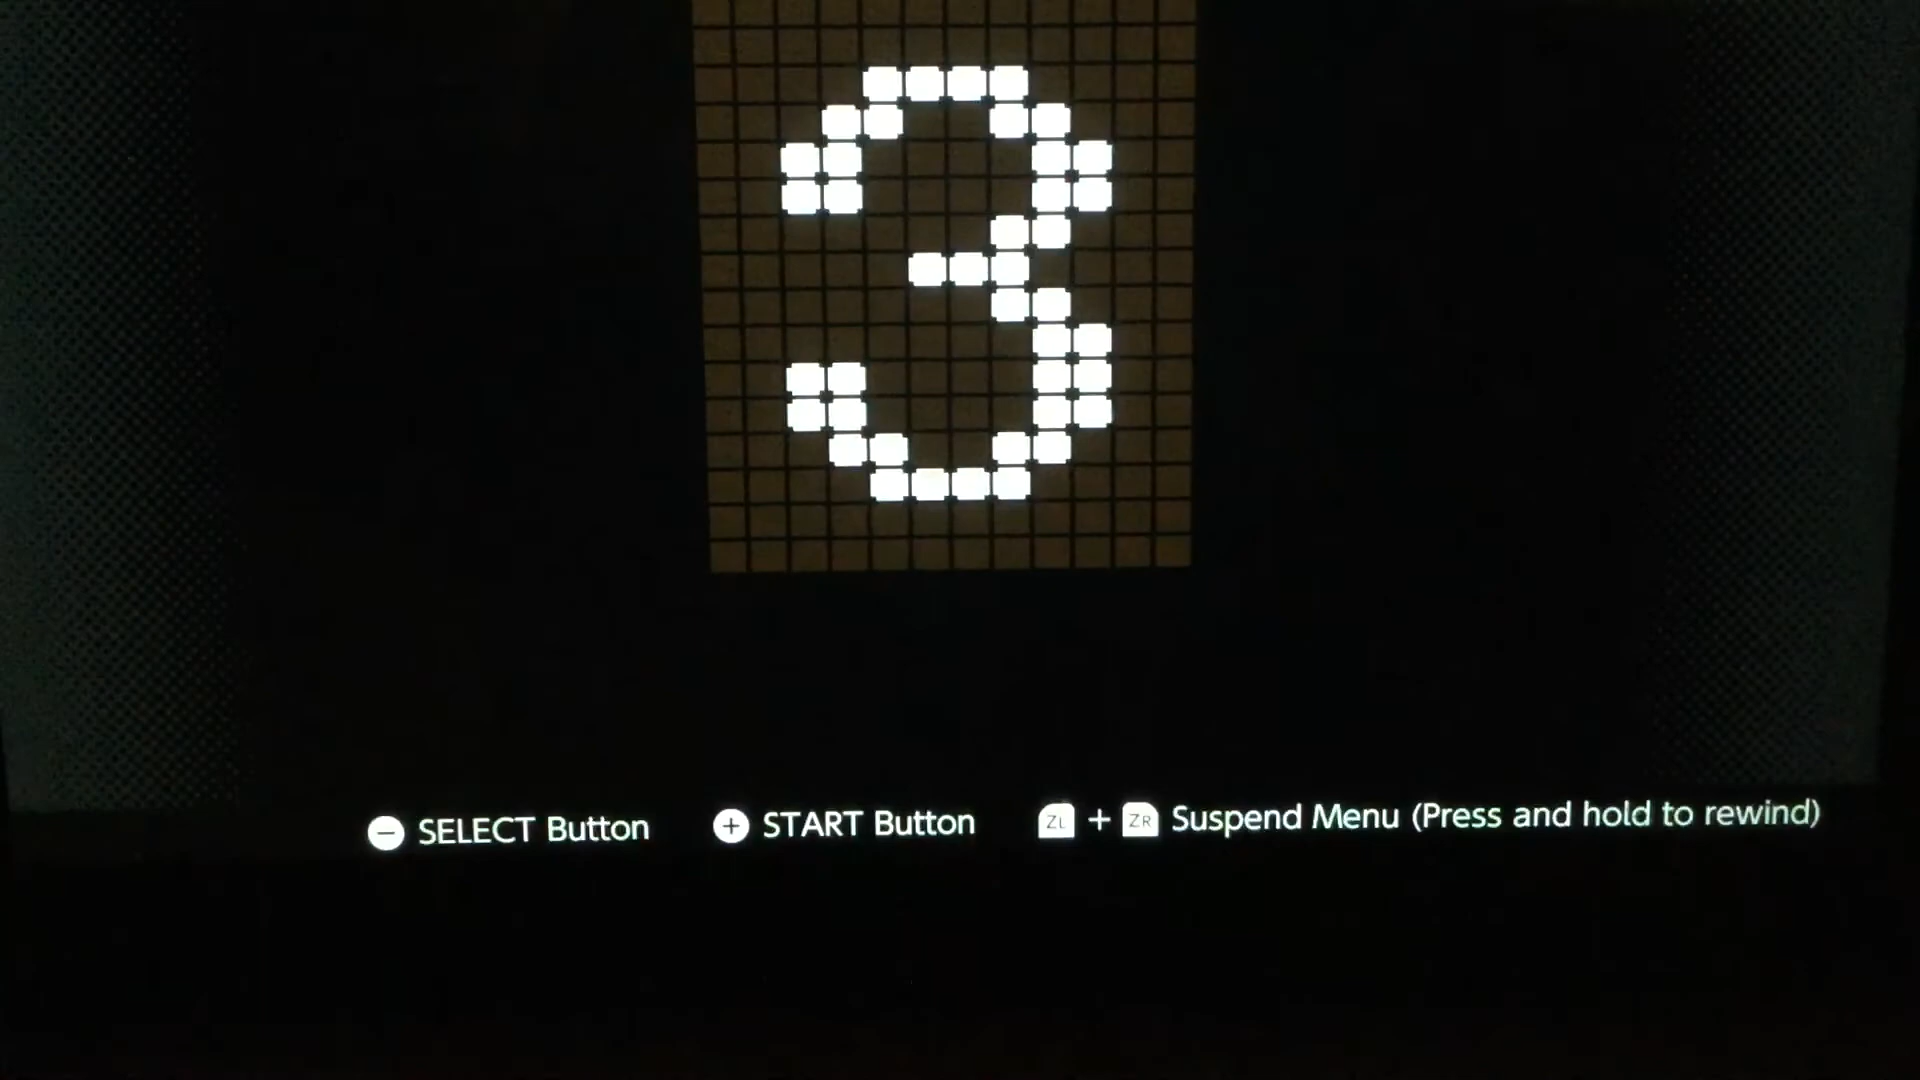 3
− SELECT Button + START Button ZL + ZR Suspend Menu (Press and hold to rewind)